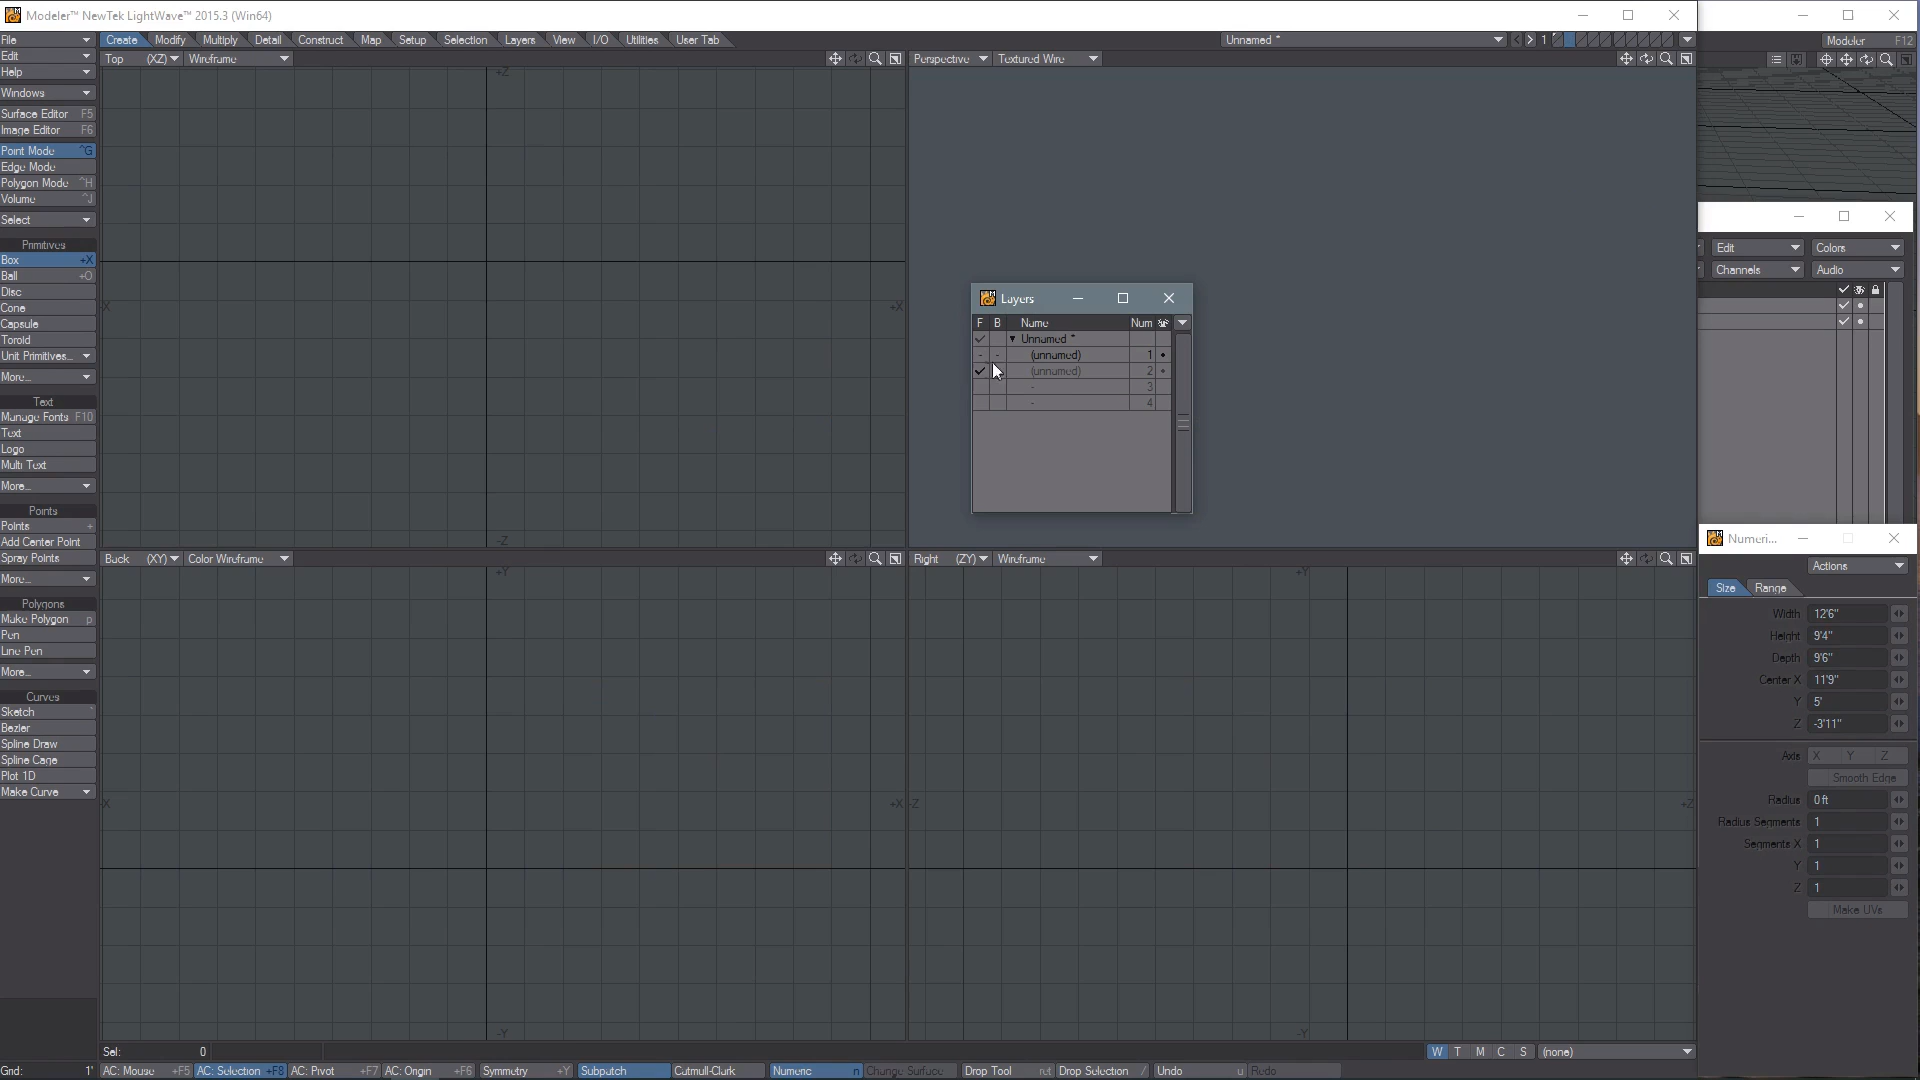 Modeler™ NewTek LightWave™ 2015.3 (Win64)
File
Edit
Help
Windows
Surface Editor F5
Image Editor F6
Point Mode ^G
Edge Mode
Polygon Mode ^H
Volume ^J
Select
Primitives
Box +X
Ball +O
Disc
Cone
Capsule
Toroid
Unit Primitives...
More...
Text
Manage Fonts F10
Text
Logo
Multi Text
More...
Points
Points +
Add Center Point
Spray Points
More...
Polygons
Make Polygon p
Pen
Line Pen
More...
Curves
Sketch `
Bezier
Spline Draw
Spline Cage
Plot 1D
Make Curve
Create Modify Multiply Detail Construct Map Setup Selection Layers View I/O Utilities User Tab
Unnamed *
< > 1
Top (XZ) Wireframe
+Z
-X +X
-Z
Perspective Textured Wire
Back (XY) Color Wireframe
+Y
-X +X
-Y
Right (ZY) Wireframe
+Y
-Z +Z
-Y
Layers
F B Name Num
Unnamed *
(unnamed) 1
(unnamed) 2
- 3
- 4
Modeler F12
Edit Colors
Channels Audio
Numeri...
Actions
Size Range
Width 12'6"
Height 9'4"
Depth 9'6"
Center X 11'9"
Y 5'
Z -3'11"
Axis X Y Z
Smooth Edge
Radius 0 ft
Radius Segments 1
Segments X 1
Y 1
Z 1
Make UVs
Sel: 0
W T M C S (none)
Grid: 1' AC: Mouse +F5 AC: Selection +F8 AC: Pivot +F7 AC: Origin +F6 Symmetry +Y Subpatch Catmull-Clark Numeric n Change Surface Drop Tool ret Drop Selection / Undo u Redo